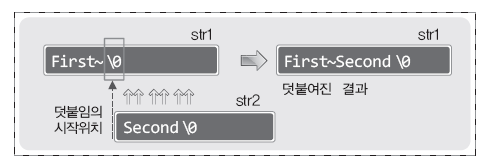 str1
First~ \0
str1
First~Second \0
덧붙여진 결과
덧붙임의
시작위치
str2
Second \0